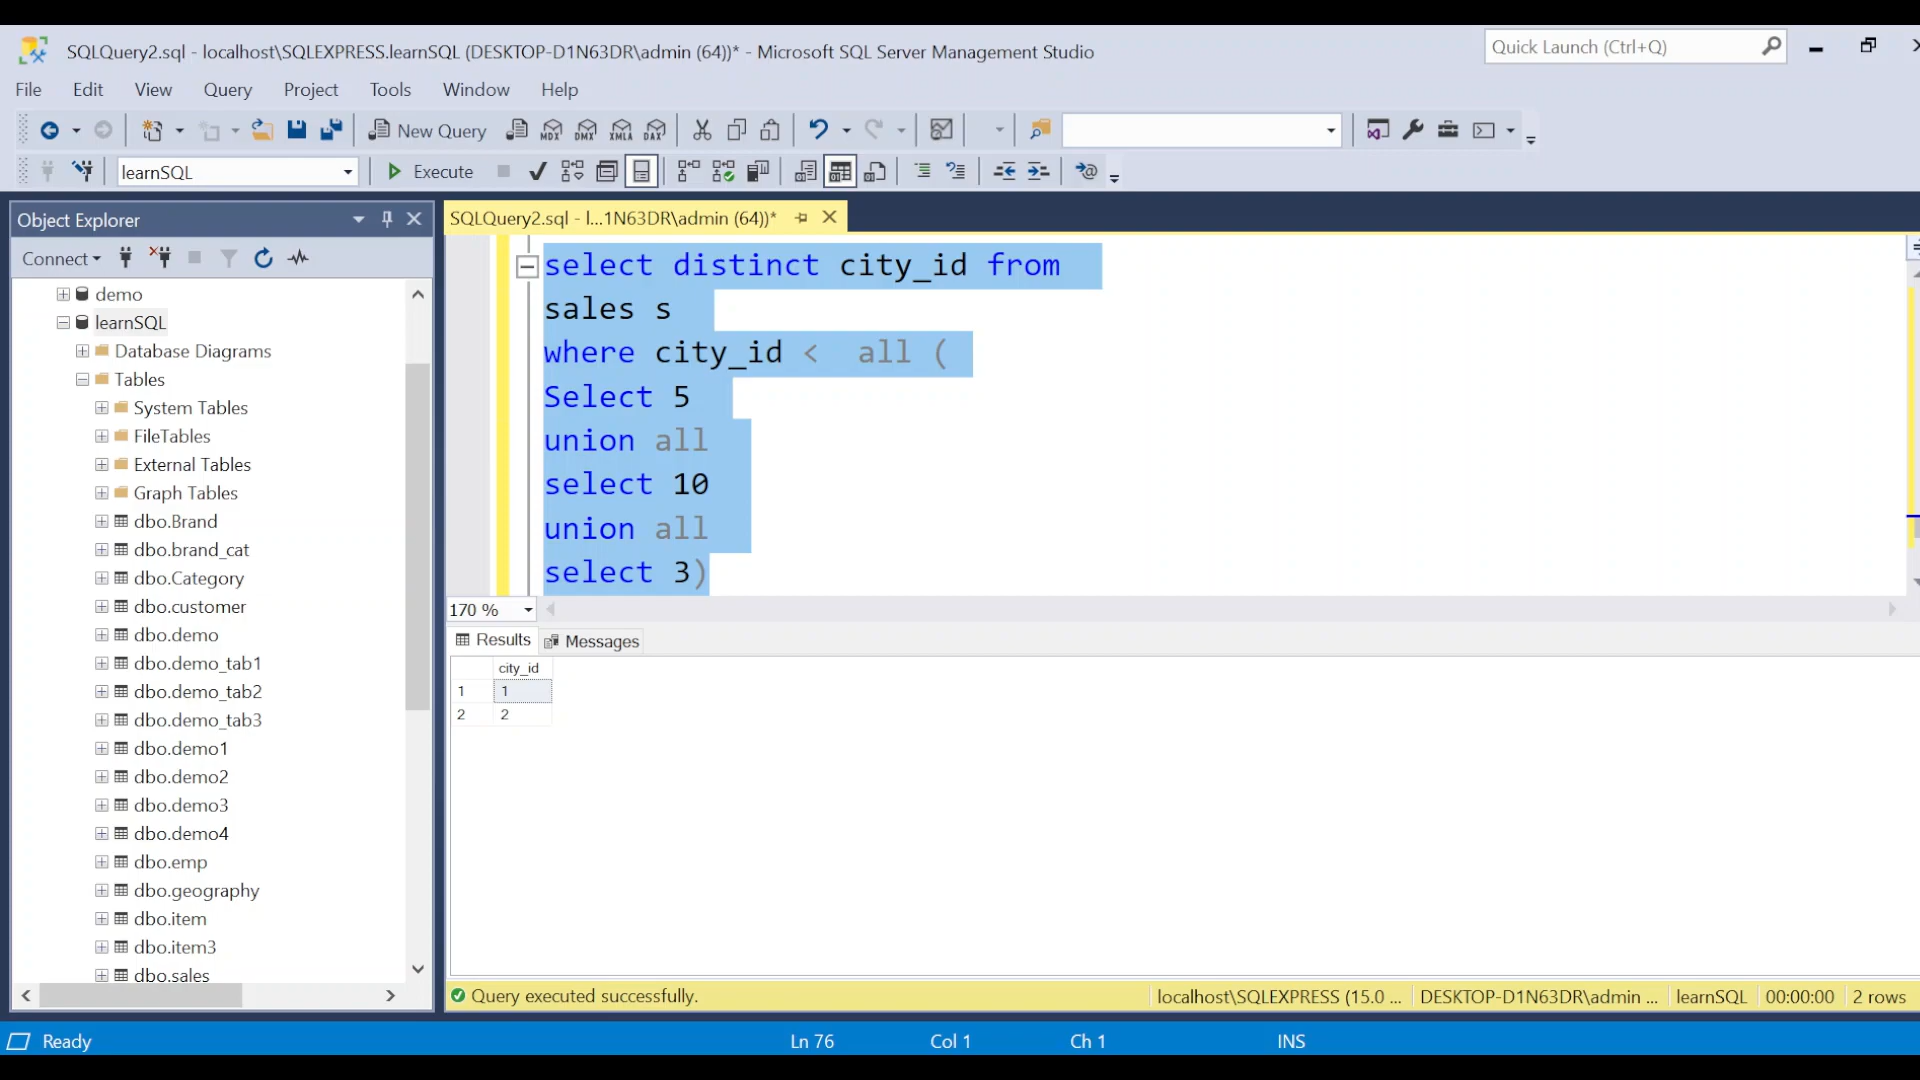 SQLQuery2.sql - localhost\SQLEXPRESS.learnSQL (DESKTOP-D1N63DR\admin (64))* - Microsoft SQL Server Management Studio
Quick Launch (Ctrl+Q)
File Edit View Query Project Tools Window Help
New Query MDX DMX XMLA DAX
learnSQL Execute
Object Explorer
SQLQuery2.sql - l...1N63DR\admin (64))*
Connect
demo
learnSQL
Database Diagrams
Tables
System Tables
FileTables
External Tables
Graph Tables
dbo.Brand
dbo.brand_cat
dbo.Category
dbo.customer
dbo.demo
dbo.demo_tab1
dbo.demo_tab2
dbo.demo_tab3
dbo.demo1
dbo.demo2
dbo.demo3
dbo.demo4
dbo.emp
dbo.geography
dbo.item
dbo.item3
dbo.sales
select distinct city_id from
sales s
where city_id <  all (
Select 5
union all
select 10
union all
select 3)
170 %
Results Messages
city_id
1 1
2 2
Query executed successfully.
localhost\SQLEXPRESS (15.0 ... DESKTOP-D1N63DR\admin ... learnSQL 00:00:00 2 rows
Ready Ln 76 Col 1 Ch 1 INS